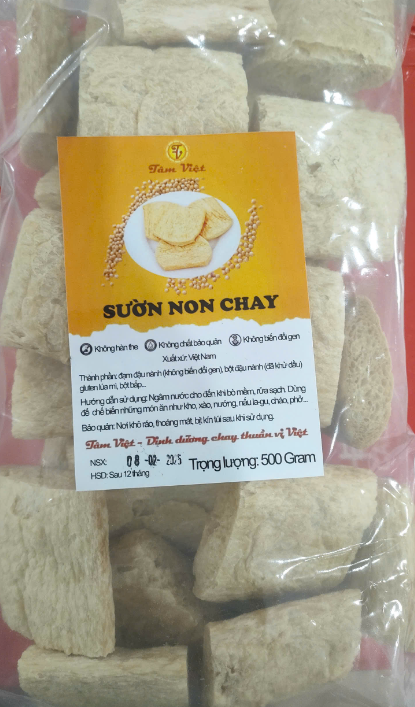 Tâm Việt
SƯỜN NON CHAY
Không hàn the Không chất bảo quản Không biến đổi gen
Xuất xứ: Việt Nam
Thành phần: đạm đậu nành (không biến đổi gen), bột đậu nành (đã khử dầu)
gluten lúa mì, bột bắp...
Hướng dẫn sử dụng: Ngâm nước cho đến khi bở mềm, rửa sạch. Dùng
để chế biến những món ăn như kho, xào, nướng, nấu la-gu, cháo, phở...
Bảo quản: Nơi khô ráo, thoáng mát, bịt kín túi sau khi sử dụng.
Tâm Việt - Dinh dưỡng chay thuần vị Việt
NSX: 08-02-2025 Trọng lượng: 500 Gram
HSD: Sau 12 tháng